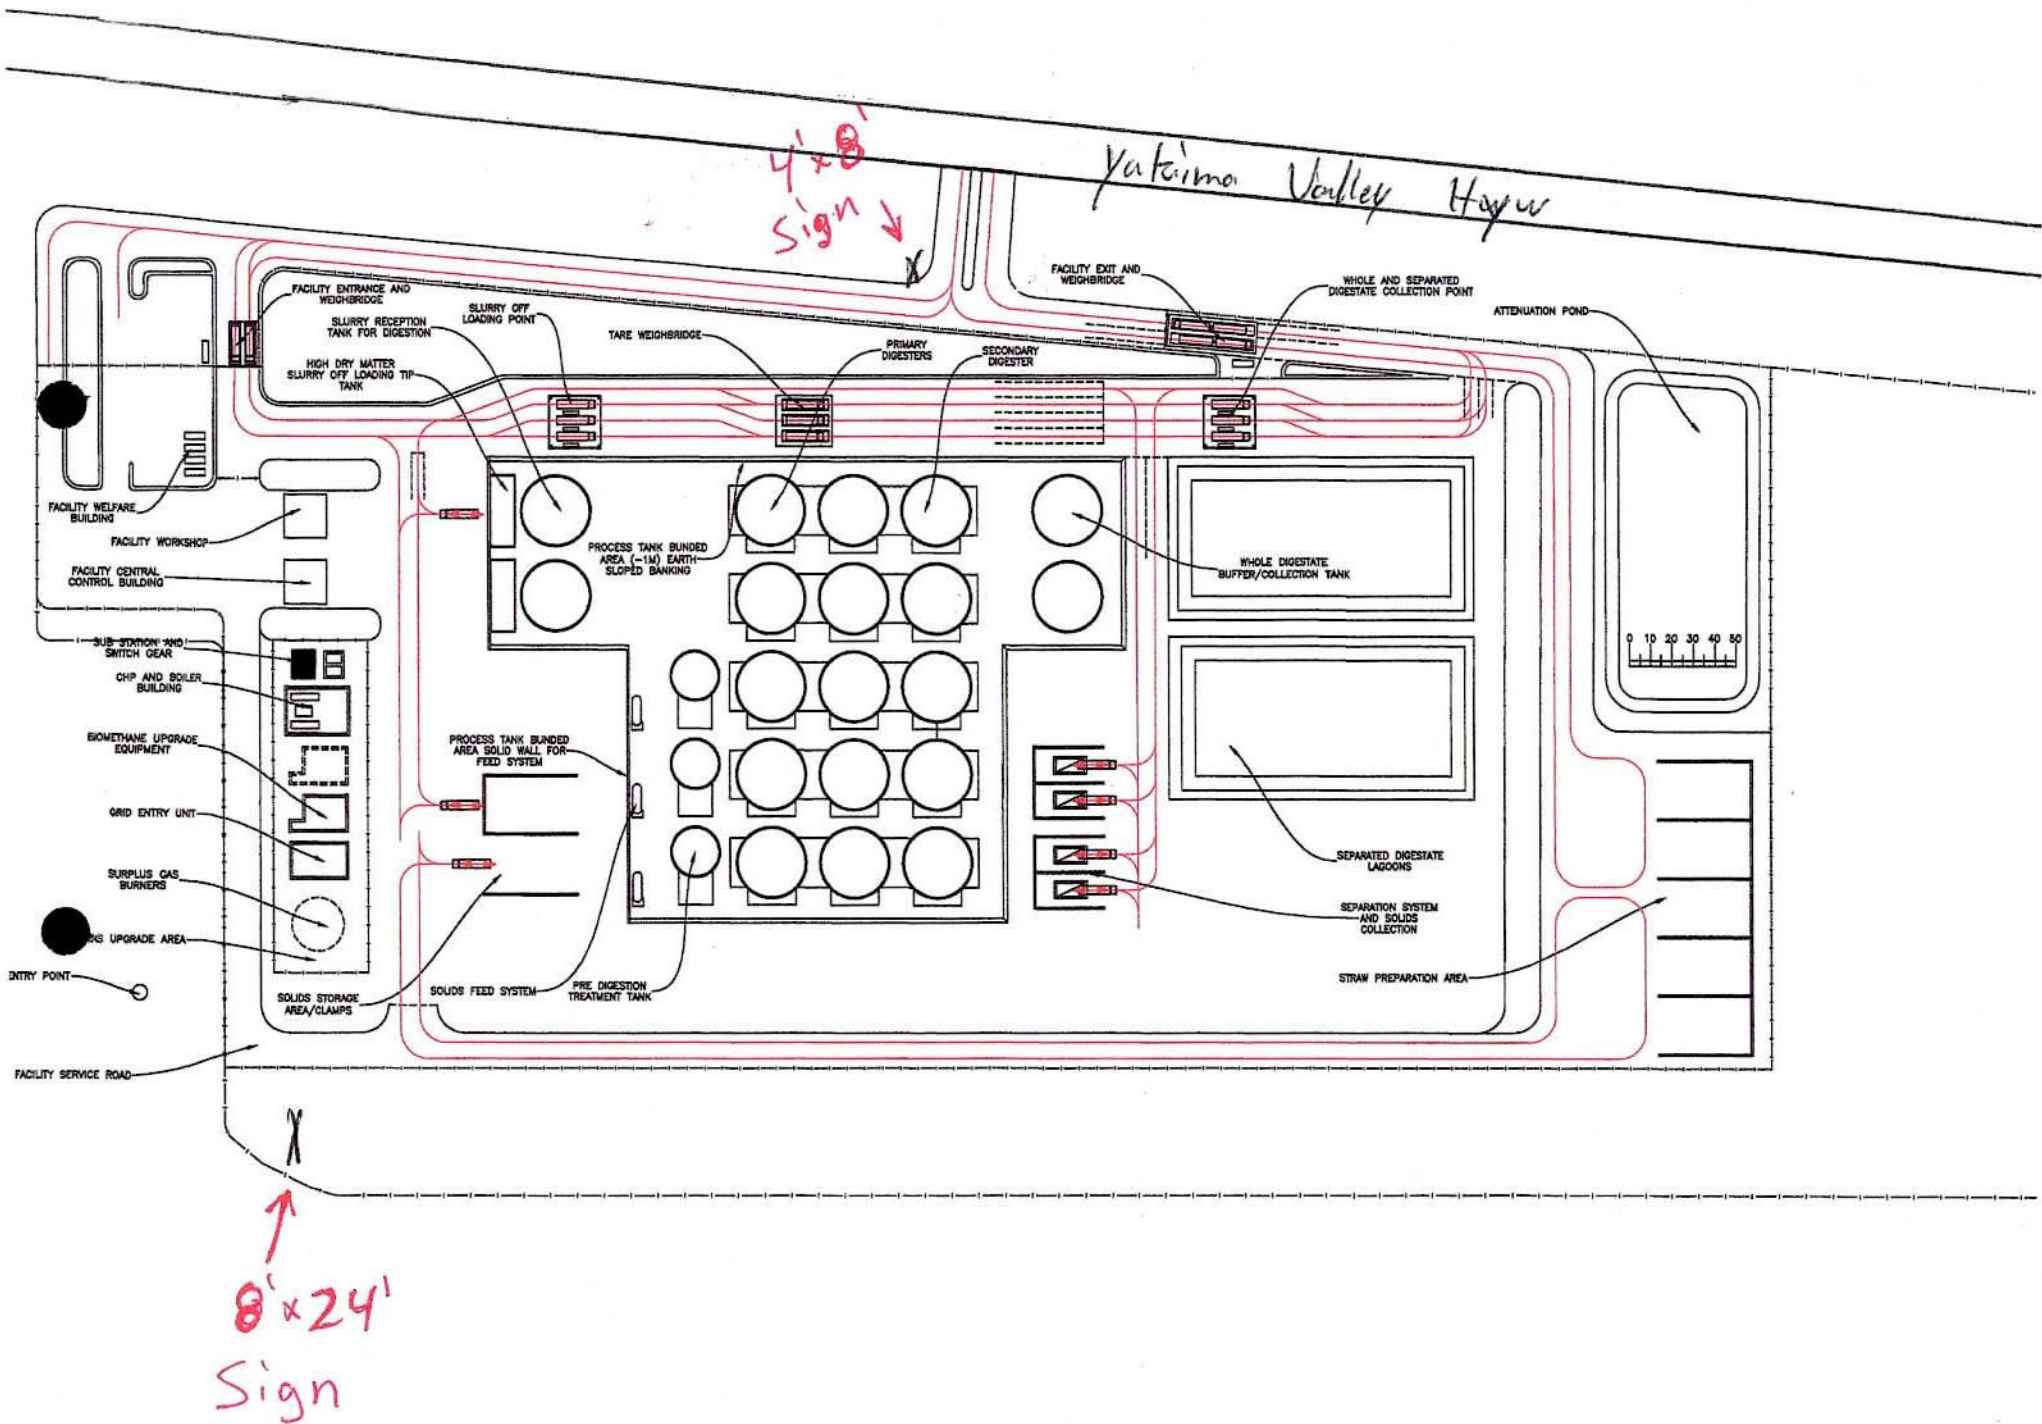 4'x8'
Sign
Yakima Valley Hwy
FACILITY ENTRANCE AND
WEIGHBRIDGE
SLURRY RECEPTION
TANK FOR DIGESTION
HIGH DRY MATTER
SLURRY OFF LOADING TIP
TANK
SLURRY OFF
LOADING POINT
TARE WEIGHBRIDGE
PRIMARY
DIGESTERS
SECONDARY
DIGESTER
FACILITY EXIT AND
WEIGHBRIDGE
WHOLE AND SEPARATED
DIGESTATE COLLECTION POINT
ATTENUATION POND
FACILITY WELFARE
BUILDING
FACILITY WORKSHOP
FACILITY CENTRAL
CONTROL BUILDING
PROCESS TANK BUNDED
AREA (-1M) EARTH
SLOPED BANKING
WHOLE DIGESTATE
BUFFER/COLLECTION TANK
0 10 20 30 40 50
SUB STATION AND
SWITCH GEAR
CHP AND BOILER
BUILDING
BIOMETHANE UPGRADE
EQUIPMENT
GRID ENTRY UNIT
SURPLUS GAS
BURNERS
UPGRADE AREA
ENTRY POINT
PROCESS TANK BUNDED
AREA SOLID WALL FOR
FEED SYSTEM
SEPARATED DIGESTATE
LAGOONS
SEPARATION SYSTEM
AND SOLIDS
COLLECTION
STRAW PREPARATION AREA
SOLIDS STORAGE
AREA/CLAMPS
SOLIDS FEED SYSTEM
PRE DIGESTION
TREATMENT TANK
FACILITY SERVICE ROAD
X
X
8'x24'
Sign